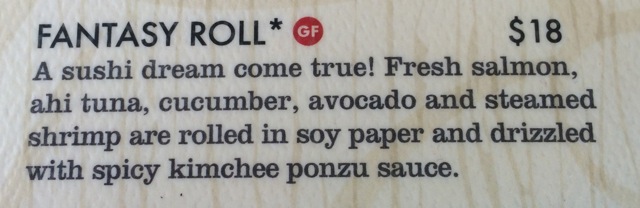 FANTASY ROLL* GF $18
A sushi dream come true! Fresh salmon,
ahi tuna, cucumber, avocado and steamed
shrimp are rolled in soy paper and drizzled
with spicy kimchee ponzu sauce.